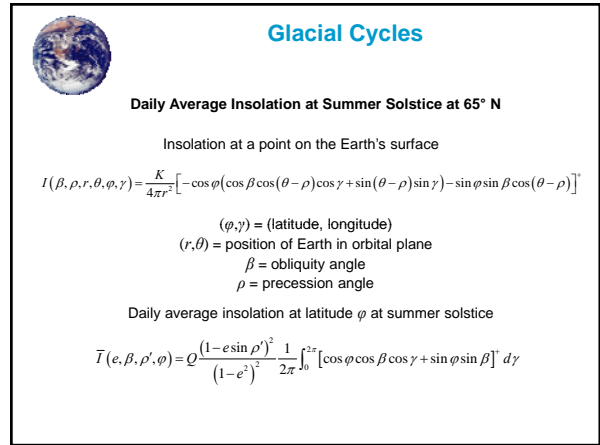 Glacial Cycles
Daily Average Insolation at Summer Solstice at 65° N
Insolation at a point on the Earth's surface
I(β,ρ,r,θ,φ,γ) = K/4πr² [−cosφ(cosβcos(θ−ρ)cosγ+sin(θ−ρ)sinγ)−sinφsinβcos(θ−ρ)]⁺
(φ,γ) = (latitude, longitude)
(r,θ) = position of Earth in orbital plane
β = obliquity angle
ρ = precession angle
Daily average insolation at latitude φ at summer solstice
I̅(e,β,ρ′,φ) = Q (1−e sinρ′)²/(1−e²)² 1/2π ∫₀²π [cosφcosβcosγ+sinφsinβ]⁺ dγ